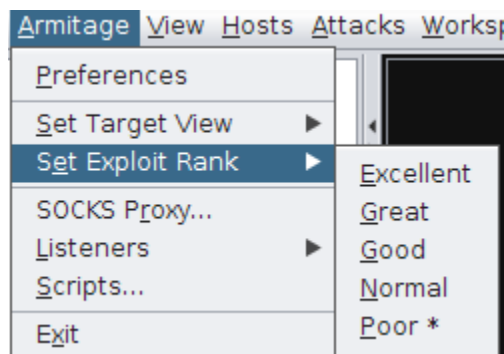 Armitage View Hosts Attacks Worksp
Preferences
Set Target View
Set Exploit Rank
SOCKS Proxy...
Listeners
Scripts...
Exit
Excellent
Great
Good
Normal
Poor *